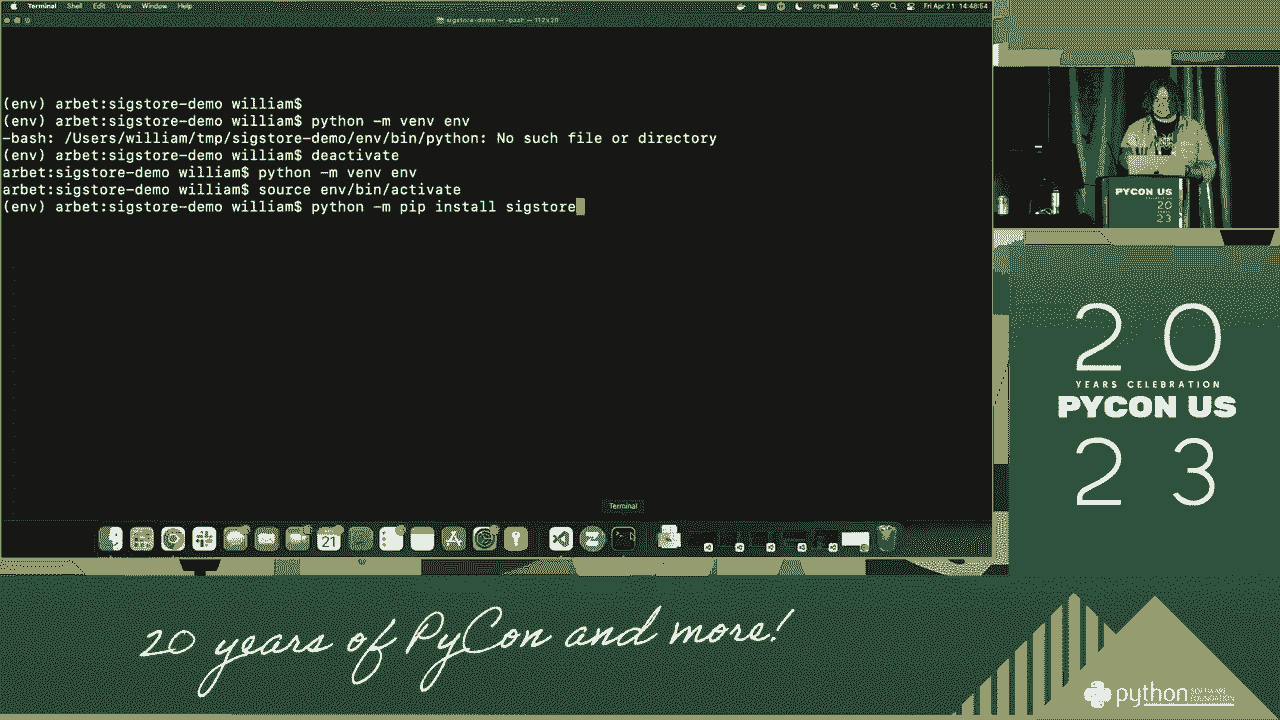 Terminal Shell Edit View Window Help
92% Fri Apr 21 14:48:54
sigstore-demo — -bash — 112×28
(env) arbet:sigstore-demo william$
(env) arbet:sigstore-demo william$ python -m venv env
-bash: /Users/william/tmp/sigstore-demo/env/bin/python: No such file or directory
(env) arbet:sigstore-demo william$ deactivate
arbet:sigstore-demo william$ python -m venv env
arbet:sigstore-demo william$ source env/bin/activate
(env) arbet:sigstore-demo william$ python -m pip install sigstore
Terminal
21
PYCON US
20
23
20
YEARS CELEBRATION
PYCON US
23
20 years of PyCon and more!
python SOFTWARE FOUNDATION